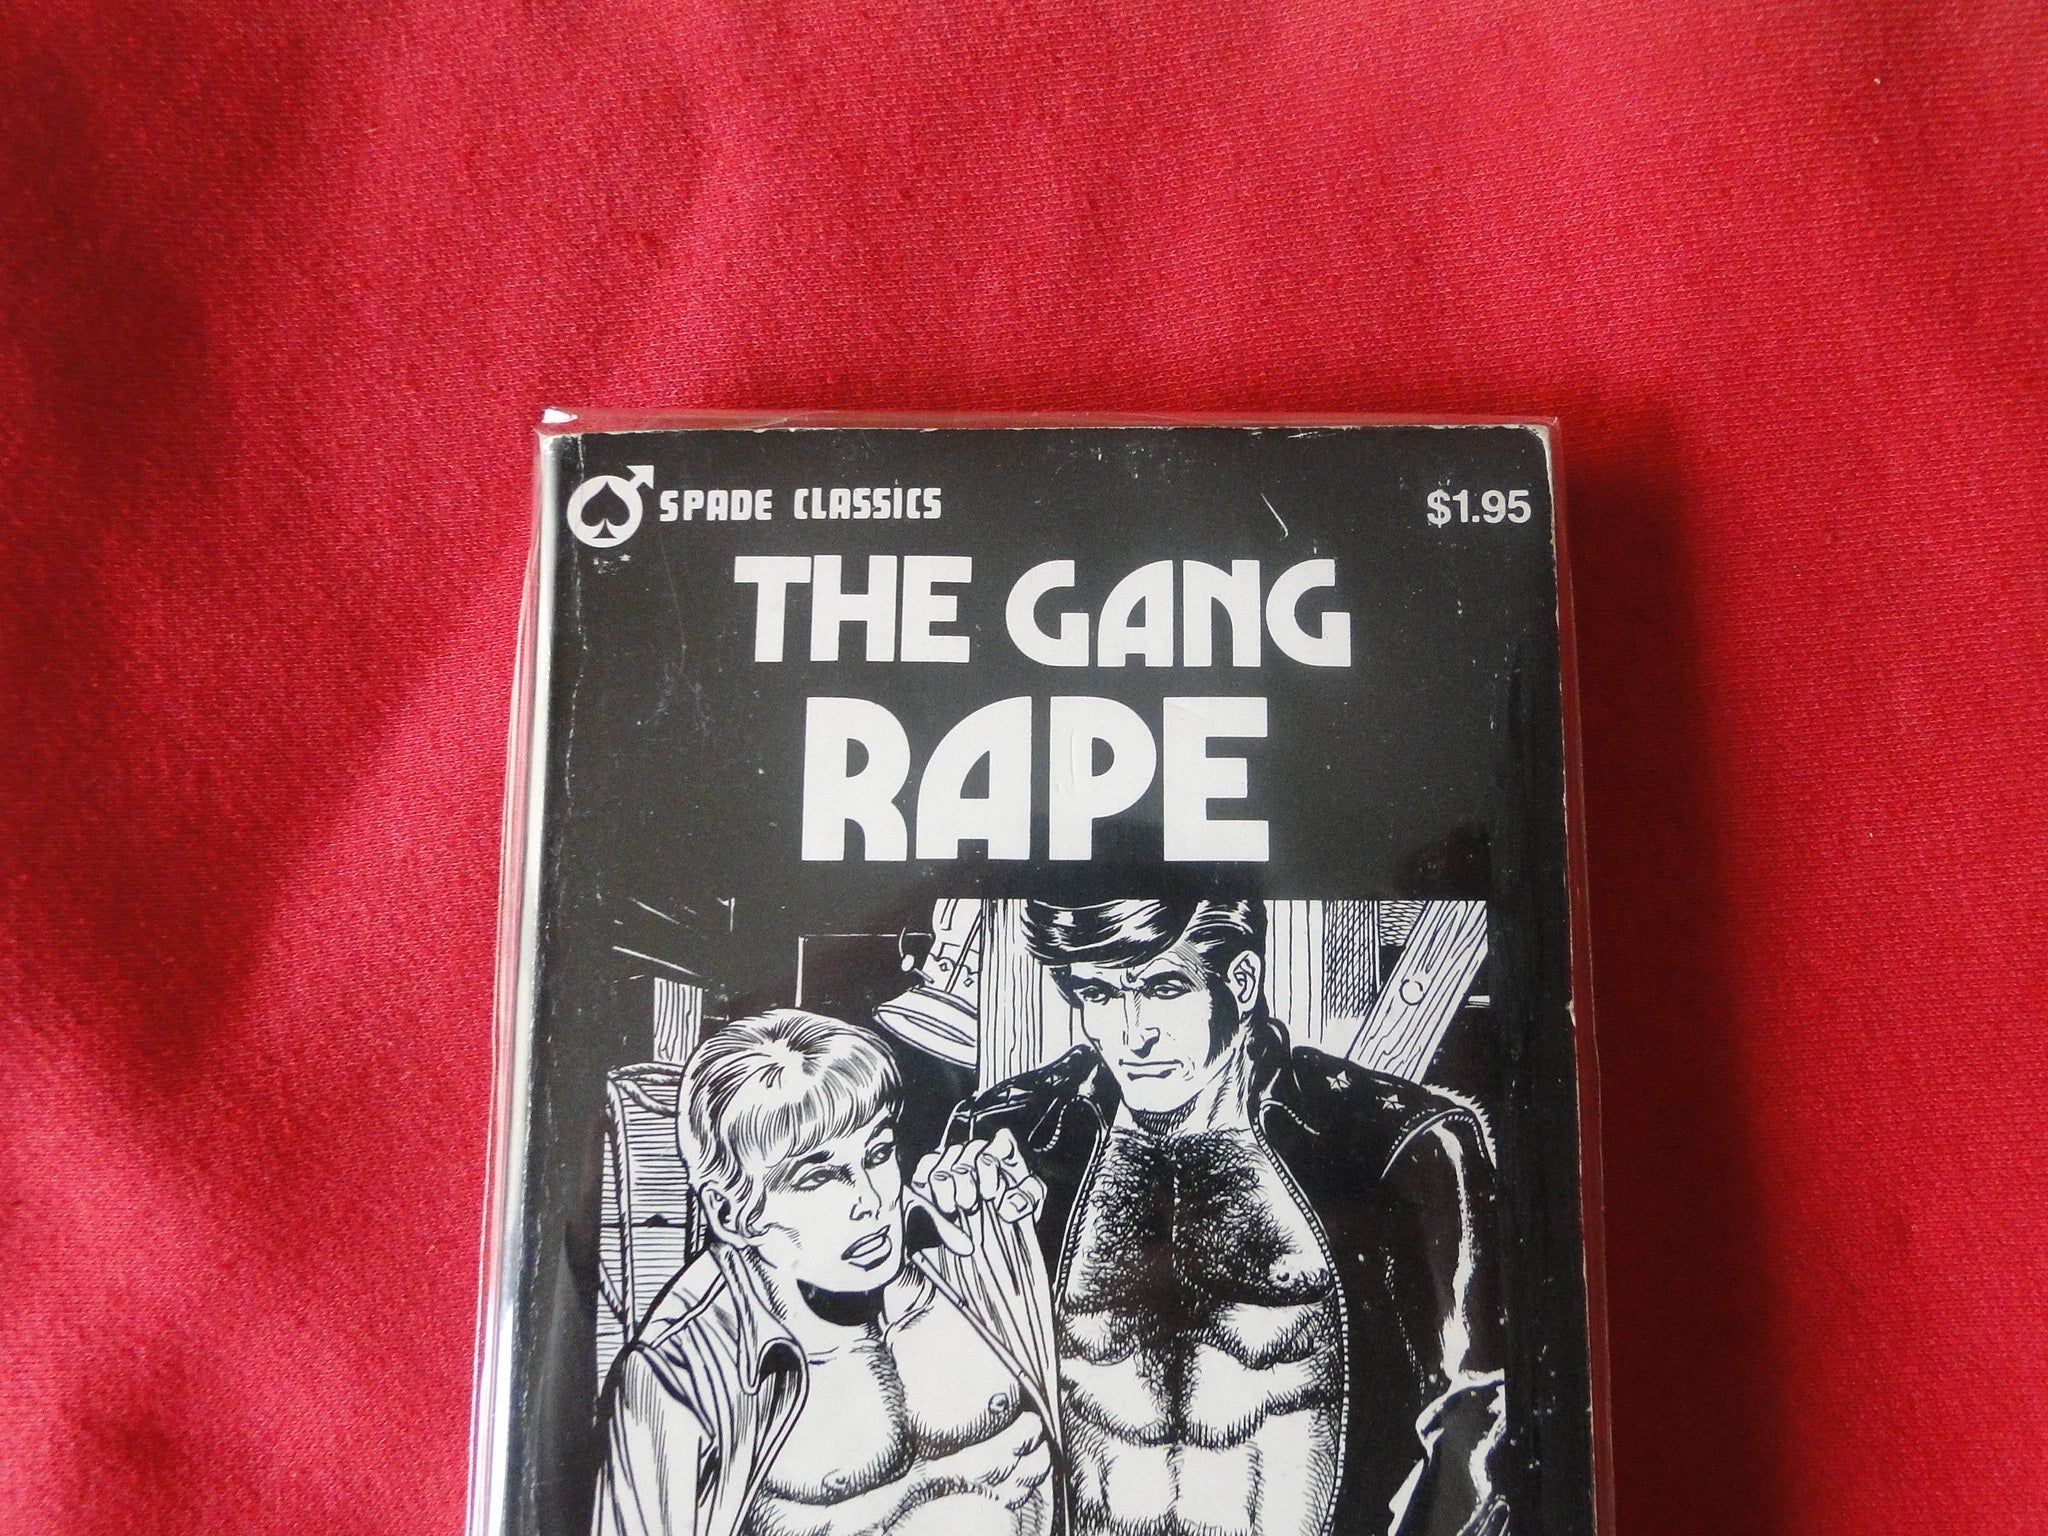 SPADE CLASSICS
$1.95
THE GANG
RAPE